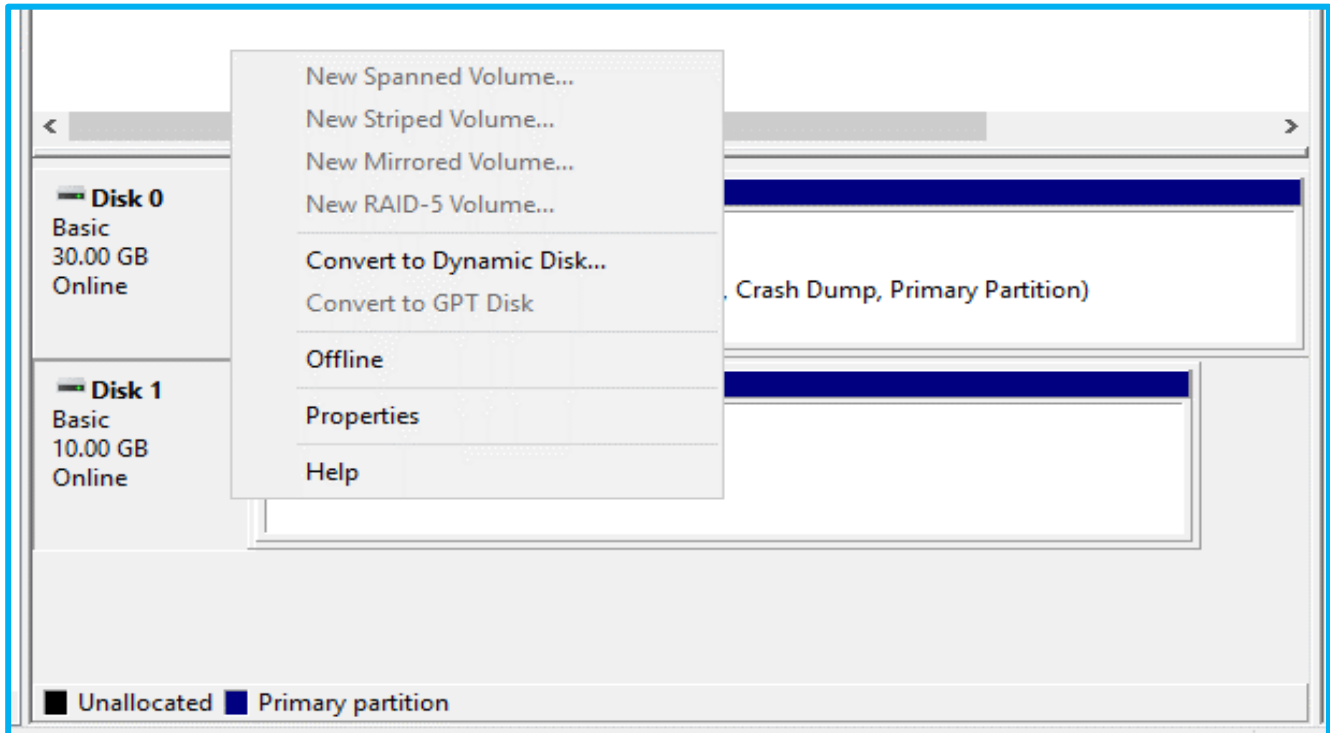 New Spanned Volume...
New Striped Volume...
New Mirrored Volume...
New RAID-5 Volume...
Convert to Dynamic Disk...
Convert to GPT Disk
Offline
Properties
Help
Disk 0
Basic
30.00 GB
Online
, Crash Dump, Primary Partition)
Disk 1
Basic
10.00 GB
Online
Unallocated Primary partition